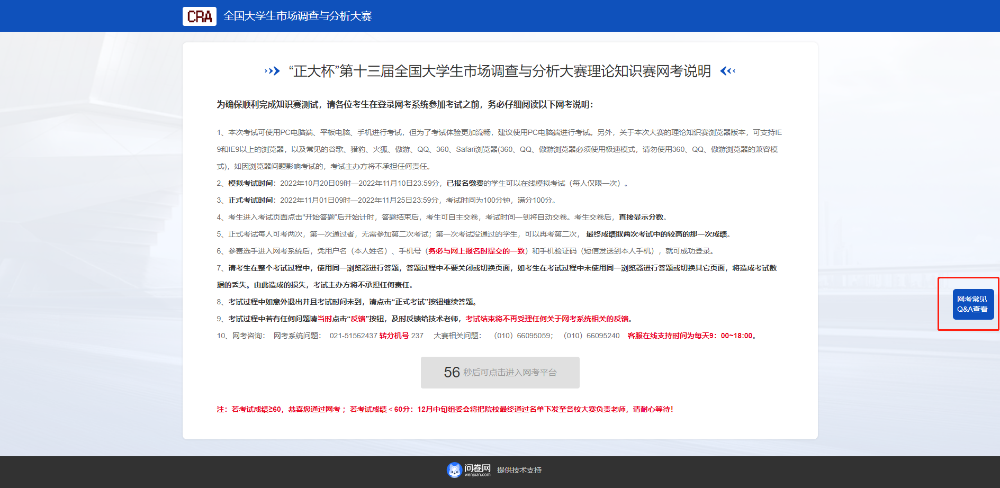 CRA 全国大学生市场调查与分析大赛
“正大杯”第十三届全国大学生市场调查与分析大赛理论知识赛网考说明
为确保顺利完成知识赛测试，请各位考生在登录网考系统参加考试之前，务必仔细阅读以下网考说明：
1、本次考试可使用PC电脑端、平板电脑、手机进行考试，但为了考试体验更加流畅，建议使用PC电脑端进行考试。另外，关于本次大赛的理论知识赛浏览器版本，可支持IE
9和IE9以上的浏览器，以及常见的谷歌、猎豹、火狐、傲游、QQ、360、Safari浏览器(360、QQ、傲游浏览器必须使用极速模式，请勿使用360、QQ、傲游浏览器的兼容模
式)，如因浏览器问题影响考试的，考试主办方将不承担任何责任。
2、模拟考试时间：2022年10月20日09时—2022年11月10日23:59分，已报名缴费的学生可以在线模拟考试（每人仅限一次）。
3、正式考试时间：2022年11月01日09时—2022年11月25日23:59分，考试时间为100分钟，满分100分。
4、考生进入考试页面点击"开始答题”后开始计时，答题结束后，考生可自主交卷，考试时间一到将自动交卷。考生交卷后，直接显示分数。
5、正式考试每人可考两次，第一次通过者，无需参加第二次考试；第一次考试没通过的学生，可以再考第二次， 最终成绩取两次考试中的较高的那一次成绩。
6、参赛选手进入网考系统后，凭用户名（本人姓名）、手机号（务必与网上报名时提交的一致）和手机验证码（短信发送到本人手机），就可成功登录。
7、请考生在整个考试过程中，使用同一浏览器进行答题，答题过程中不要关闭或切换页面，如考生在考试过程中未使用同一浏览器进行答题或切换其它页面，将造成考试数
据的丢失。由此造成的损失，考试主办方将不承担任何责任。
8、考试过程中如意外退出并且考试时间未到，请点击“正式考试”按钮继续答题。
9、考试过程中若有任何问题请当时点击“反馈”按钮，及时反馈给技术老师，考试结束将不再受理任何关于网考系统相关的反馈。
10、网考咨询： 网考系统问题： 021-51562437 转分机号 237 大赛相关问题： （010）66095059； （010）66095240 客服在线支持时间为每天9：00~18:00。
网考常见
Q&A查看
56 秒后可点击进入网考平台
注：若考试成绩≥60，恭喜您通过网考 ；若考试成绩＜60分：12月中旬组委会将把院校最终通过名单下发至各校大赛负责老师，请耐心等待！
问卷网 提供技术支持
wenjuan.com